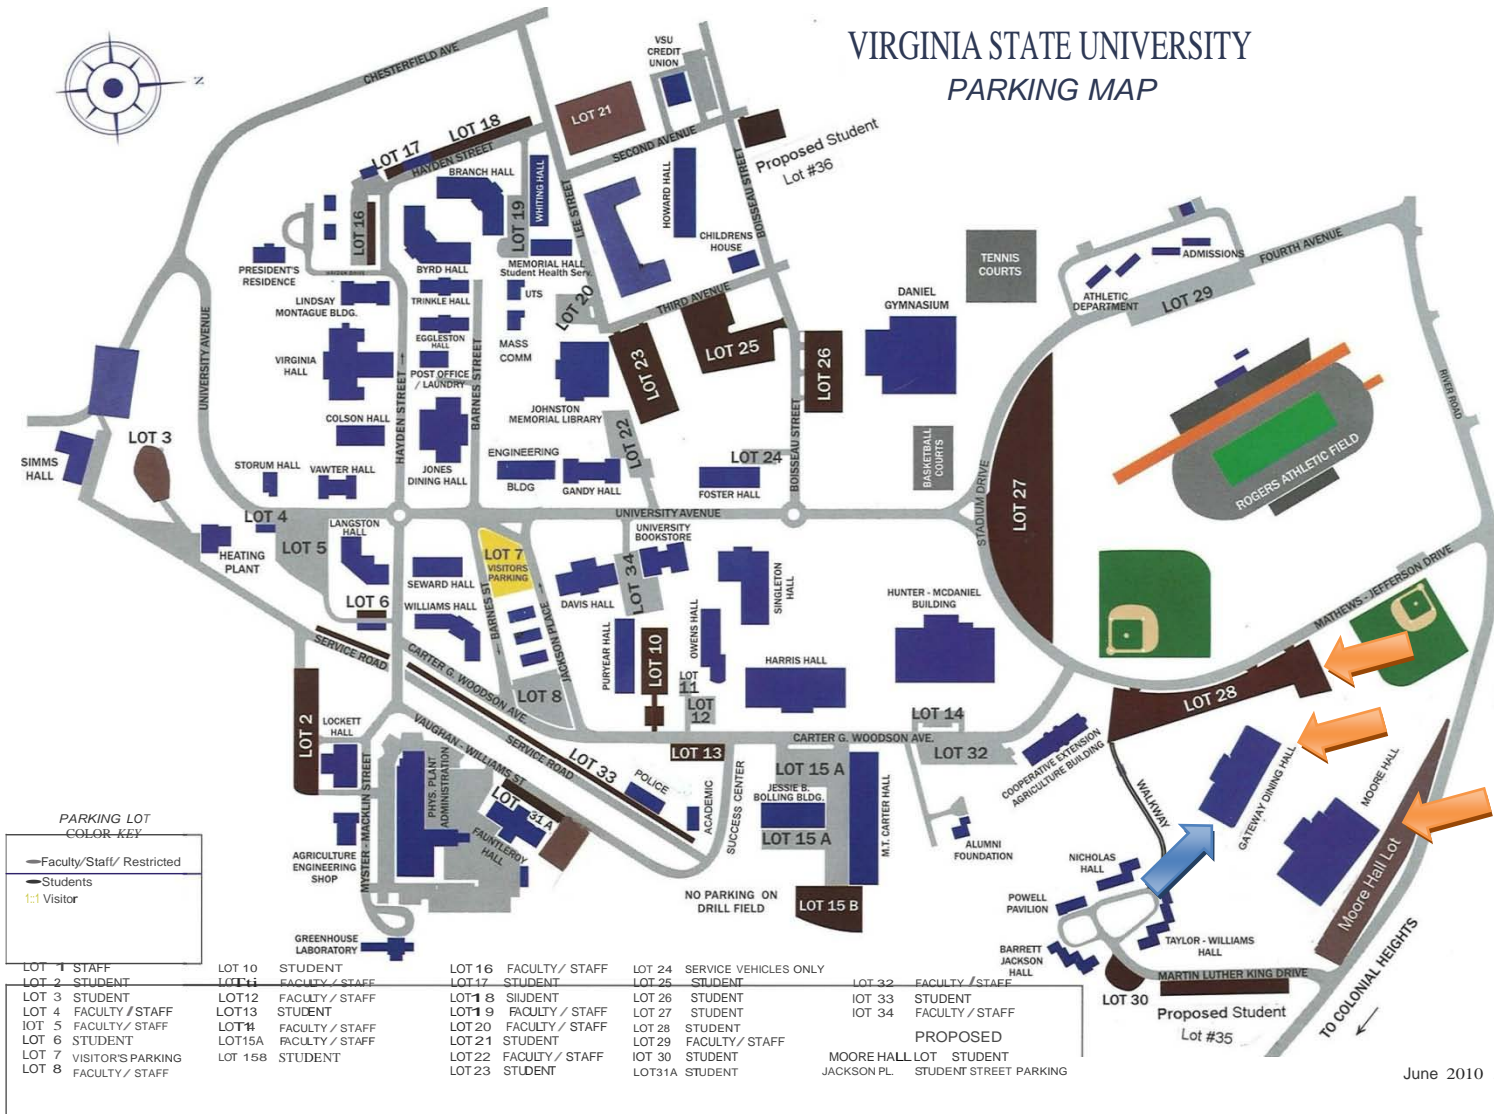 VIRGINIA STATE UNIVERSITY
PARKING MAP
N
CHESTERFIELD AVE
VSU
CREDIT
UNION
LOT 21
SECOND AVENUE
Proposed Student
Lot #36
LOT 17
LOT 18
HAYDEN STREET
BRANCH HALL
WHITING HALL
LOT 19
LEE STREET
HOWARD HALL
BOISSEAU STREET
CHILDRENS
HOUSE
LOT 16
PRESIDENT'S
RESIDENCE
BYRD HALL
MEMORIAL HALL
Student Health Serv.
LINDSAY
MONTAGUE BLDG.
TRINKLE HALL
UTS
LOT 20
THIRD AVENUE
TENNIS
COURTS
DANIEL
GYMNASIUM
ATHLETIC
DEPARTMENT
ADMISSIONS
FOURTH AVENUE
LOT 29
UNIVERSITY AVENUE
VIRGINIA
HALL
EGGLESTON
HALL
MASS
COMM
POST OFFICE
/ LAUNDRY
HAYDEN STREET
BARNES STREET
LOT 23
LOT 25
LOT 26
RIVER ROAD
COLSON HALL
JOHNSTON
MEMORIAL LIBRARY
LOT 22
BOISSEAU STREET
BASKETBALL
COURTS
ROGERS ATHLETIC FIELD
SIMMS
HALL
LOT 3
STORUM HALL
VAWTER HALL
JONES
DINING HALL
ENGINEERING
BLDG
GANDY HALL
LOT 24
FOSTER HALL
STADIUM DRIVE
LOT 27
LOT 4
LOT 5
LANGSTON
HALL
UNIVERSITY AVENUE
UNIVERSITY
BOOKSTORE
HEATING
PLANT
SEWARD HALL
LOT 7
VISITORS
PARKING
LOT 34
DAVIS HALL
SINGLETON
HALL
HUNTER - MCDANIEL
BUILDING
MATHEWS - JEFFERSON DRIVE
LOT 6
WILLIAMS HALL
BARNES ST
JACKSON PLACE
PURYEAR HALL
LOT 10
OWENS HALL
HARRIS HALL
SERVICE ROAD
CARTER G. WOODSON AVE.
LOT 8
LOT
11
LOT
12
LOT 14
LOT 28
LOT 2
LOCKETT
HALL
VAUGHAN - WILLIAMS ST
SERVICE ROAD
LOT 33
LOT 13
CARTER G. WOODSON AVE.
LOT 32
COOPERATIVE EXTENSION
AGRICULTURE BUILDING
WALKWAY
GATEWAY DINING HALL
MOORE HALL
MYSTER - MACKLIN STREET
PHYS. PLANT
ADMINISTRATION
POLICE
ACADEMIC
SUCCESS CENTER
LOT 15 A
JESSIE B.
BOLLING BLDG.
LOT 15 A
M.T. CARTER HALL
LOT 31 A
FAUNTLEROY
HALL
ALUMNI
FOUNDATION
AGRICULTURE
ENGINEERING
SHOP
NICHOLAS
HALL
POWELL
PAVILION
NO PARKING ON
DRILL FIELD
LOT 15 B
Moore Hall Lot
GREENHOUSE
LABORATORY
BARRETT
JACKSON
HALL
TAYLOR - WILLIAMS
HALL
MARTIN LUTHER KING DRIVE
LOT 30
Proposed Student
Lot #35
TO COLONIAL HEIGHTS
PARKING LOT
COLOR KEY
Faculty/Staff/ Restricted
Students
1:1 Visitor
LOT 1 STAFF
LOT 2 STUDENT
LOT 3 STUDENT
LOT 4 FACULTY / STAFF
IOT 5 FACULTY/ STAFF
LOT 6 STUDENT
LOT 7 VISITOR'S PARKING
LOT 8 FACULTY/ STAFF
LOT 10 STUDENT
LOTti FACULTY / STAFF
LOT12 FACULTY/ STAFF
LOT13 STUDENT
LOT14 FACULTY / STAFF
LOT15A FACULTY/ STAFF
LOT 158 STUDENT
LOT 16 FACULTY/ STAFF
LOT17 STUDENT
LOT18 SIIJDENT
LOT19 FACULTY/ STAFF
LOT20 FACULTY/ STAFF
LOT21 STUDENT
LOT22 FACULTY/ STAFF
LOT23 STUDENT
LOT 24 SERVICE VEHICLES ONLY
LOT 25 STUDENT
LOT 26 STUDENT
LOT 27 STUDENT
LOT 28 STUDENT
LOT29 FACULTY/ STAFF
IOT 30 STUDENT
LOT31A STUDENT
LOT 32 FACULTY / STAFF
IOT 33 STUDENT
IOT 34 FACULTY/ STAFF
PROPOSED
MOORE HALL LOT STUDENT
JACKSON PL. STUDENT STREET PARKING
June 2010